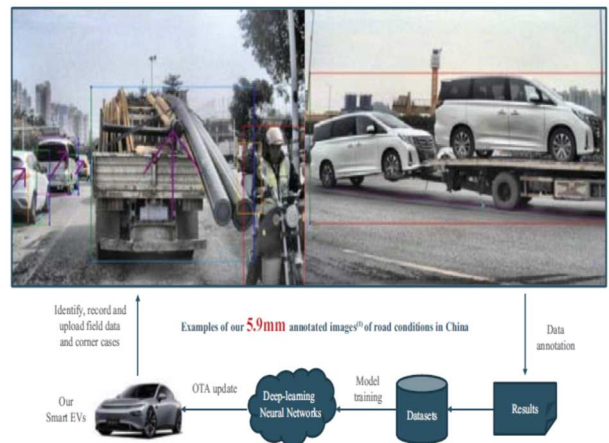 Identify, record and
upload field data
and corner cases
Examples of our 5.9mm annotated images⁽¹⁾ of road conditions in China
Data
annotation
Our
Smart EVs
OTA update
Deep-learning
Neural Networks
Model
training
Datasets
Results